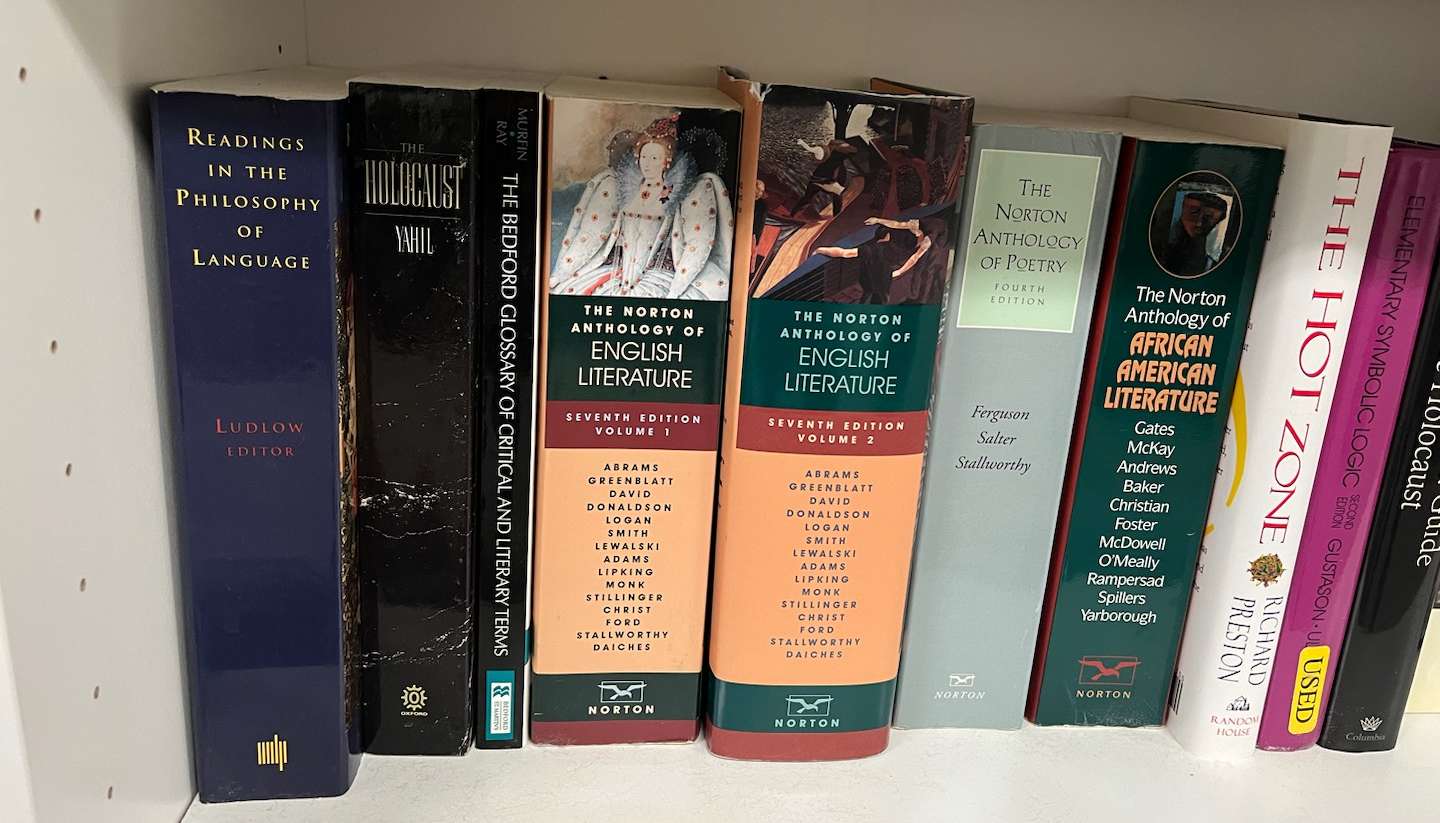 READINGS
IN THE
PHILOSOPHY
OF
LANGUAGE
LUDLOW
EDITOR
THE
HOLOCAUST
YAHIL
OXFORD
MURFIN
RAY
THE BEDFORD GLOSSARY OF CRITICAL AND LITERARY TERMS
BEDFORD
ST. MARTIN'S
THE NORTON
ANTHOLOGY OF
ENGLISH
LITERATURE
SEVENTH EDITION
VOLUME 1
ABRAMS
GREENBLATT
DAVID
DONALDSON
LOGAN
SMITH
LEWALSKI
ADAMS
LIPKING
MONK
STILLINGER
CHRIST
FORD
STALLWORTHY
DAICHES
NORTON
THE NORTON
ANTHOLOGY OF
ENGLISH
LITERATURE
SEVENTH EDITION
VOLUME 2
ABRAMS
GREENBLATT
DAVID
DONALDSON
LOGAN
SMITH
LEWALSKI
ADAMS
LIPKING
MONK
STILLINGER
CHRIST
FORD
STALLWORTHY
DAICHES
NORTON
THE
NORTON
ANTHOLOGY
OF POETRY
FOURTH
EDITION
Ferguson
Salter
Stallworthy
NORTON
The Norton
Anthology of
AFRICAN
AMERICAN
LITERATURE
Gates
McKay
Andrews
Baker
Christian
Foster
McDowell
O'Meally
Rampersad
Spillers
Yarborough
NORTON
THE HOT ZONE
RICHARD
PRESTON
RANDOM
HOUSE
ELEMENTARY SYMBOLIC LOGIC
SECOND
EDITION
GUSTASON
USED
Guide
Holocaust
Columbia